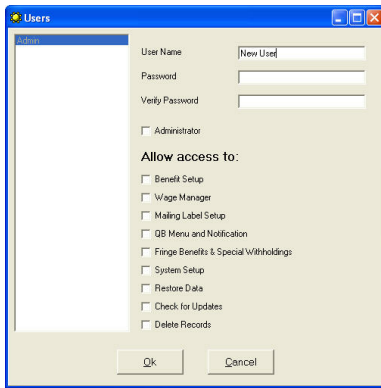 Users
Admin
User Name
New User
Password
Verify Password
Administrator
Allow access to:
Benefit Setup
Wage Manager
Mailing Label Setup
QB Menu and Notification
Fringe Benefits & Special Withholdings
System Setup
Restore Data
Check for Updates
Delete Records
Ok
Cancel